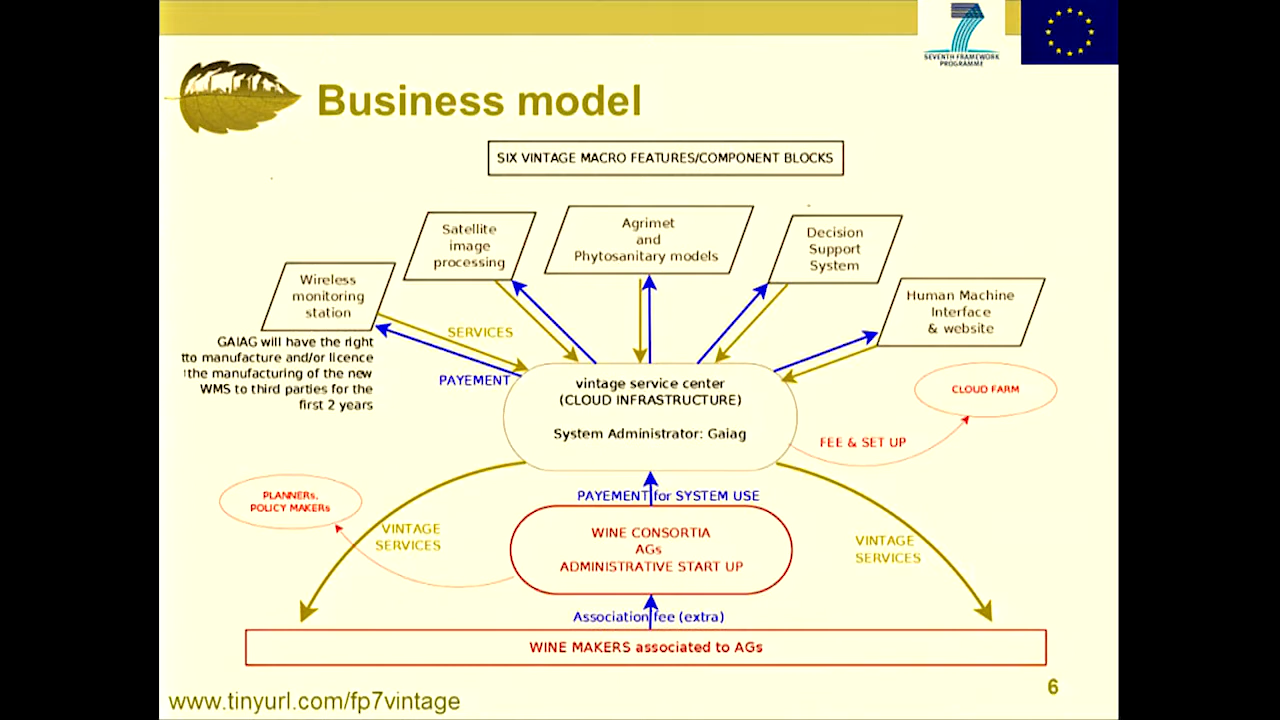 SEVENTH FRAMEWORK
PROGRAMME
Business model
SIX VINTAGE MACRO FEATURES/COMPONENT BLOCKS
Wireless
monitoring
station
Satellite
image
processing
Agrimet
and
Phytosanitary models
Decision
Support
System
Human Machine
Interface
& website
GAIAG will have the right
tto manufacture and/or licence
the manufacturing of the new
WMS to third parties for the
first 2 years
SERVICES
PAYEMENT
vintage service center
(CLOUD INFRASTRUCTURE)
System Administrator: Gaiag
CLOUD FARM
FEE & SET UP
PLANNERs,
POLICY MAKERs
VINTAGE
SERVICES
PAYEMENT for SYSTEM USE
WINE CONSORTIA
AGs
ADMINISTRATIVE START UP
VINTAGE
SERVICES
Association fee (extra)
WINE MAKERS associated to AGs
www.tinyurl.com/fp7vintage
6